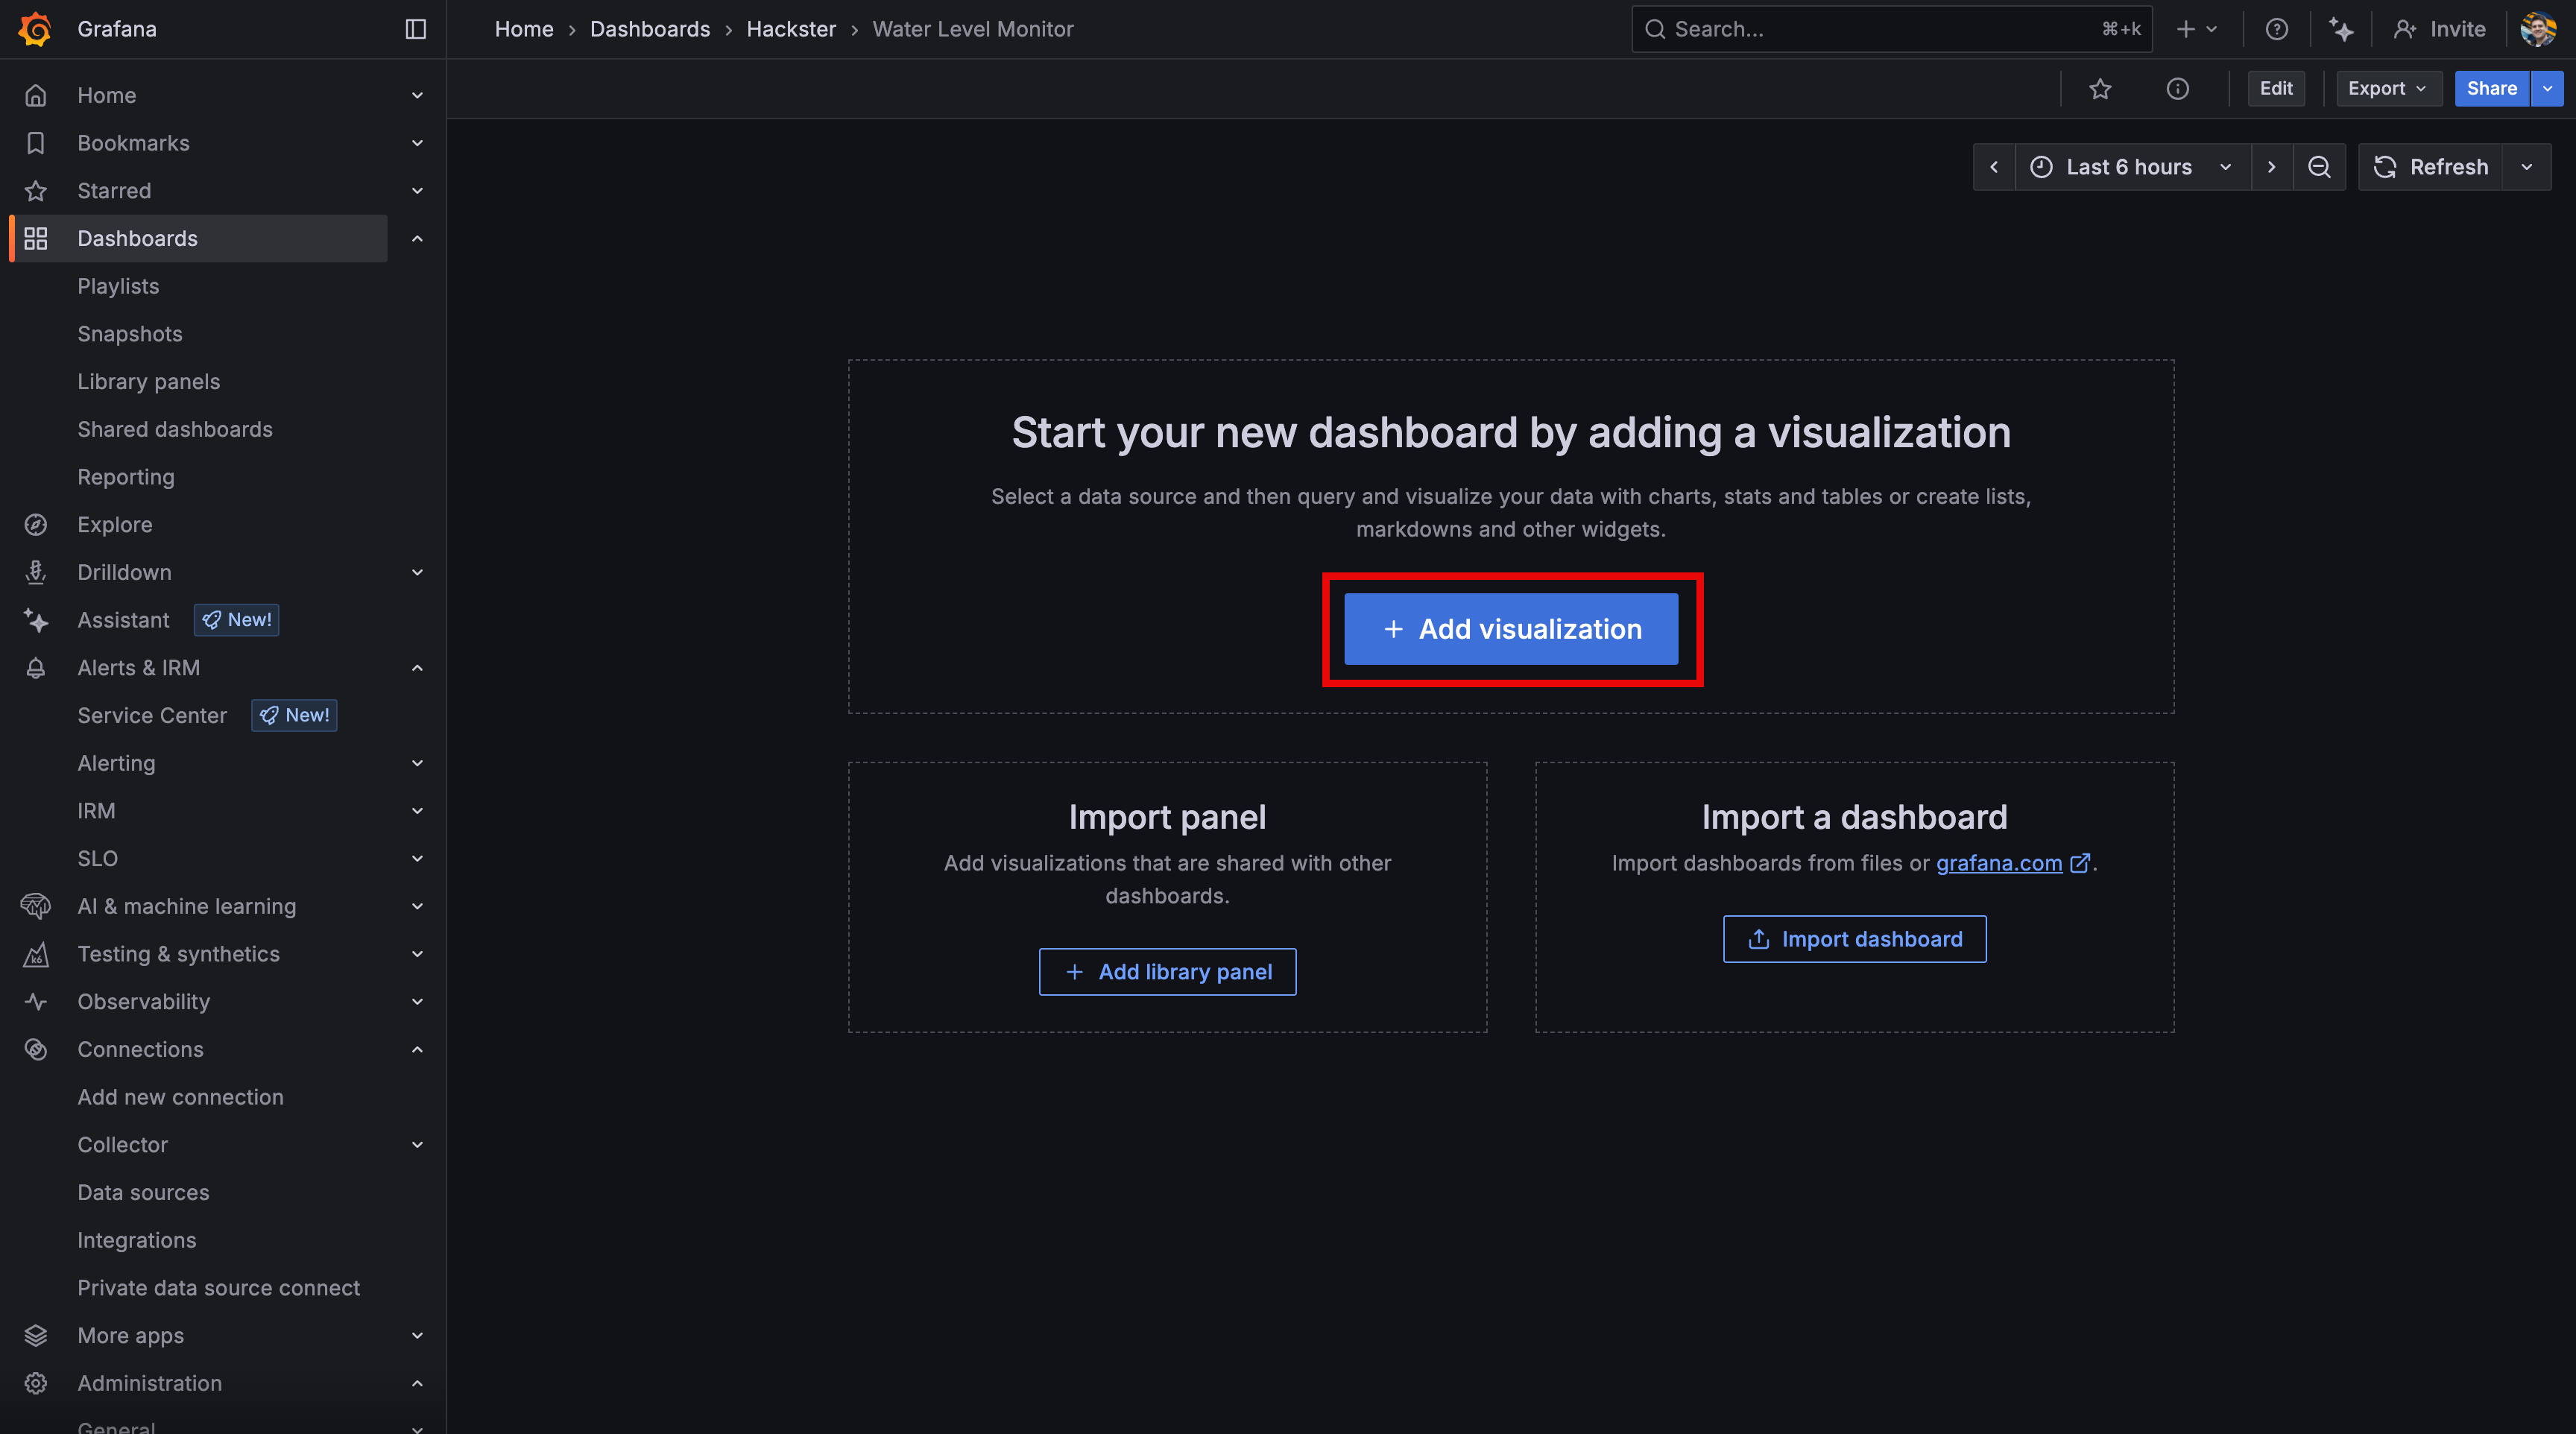 Grafana
Home › Dashboards › Hackster › Water Level Monitor
Search...
⌘+k
Invite
Edit
Export
Share
Last 6 hours
Refresh
Home
Bookmarks
Starred
Dashboards
Playlists
Snapshots
Library panels
Shared dashboards
Reporting
Explore
Drilldown
Assistant New!
Alerts & IRM
Service Center New!
Alerting
IRM
SLO
AI & machine learning
Testing & synthetics
k6
Observability
Connections
Add new connection
Collector
Data sources
Integrations
Private data source connect
More apps
Administration
General
Start your new dashboard by adding a visualization
Select a data source and then query and visualize your data with charts, stats and tables or create lists,
markdowns and other widgets.
+ Add visualization
Import panel
Add visualizations that are shared with other
dashboards.
+ Add library panel
Import a dashboard
Import dashboards from files or grafana.com .
Import dashboard